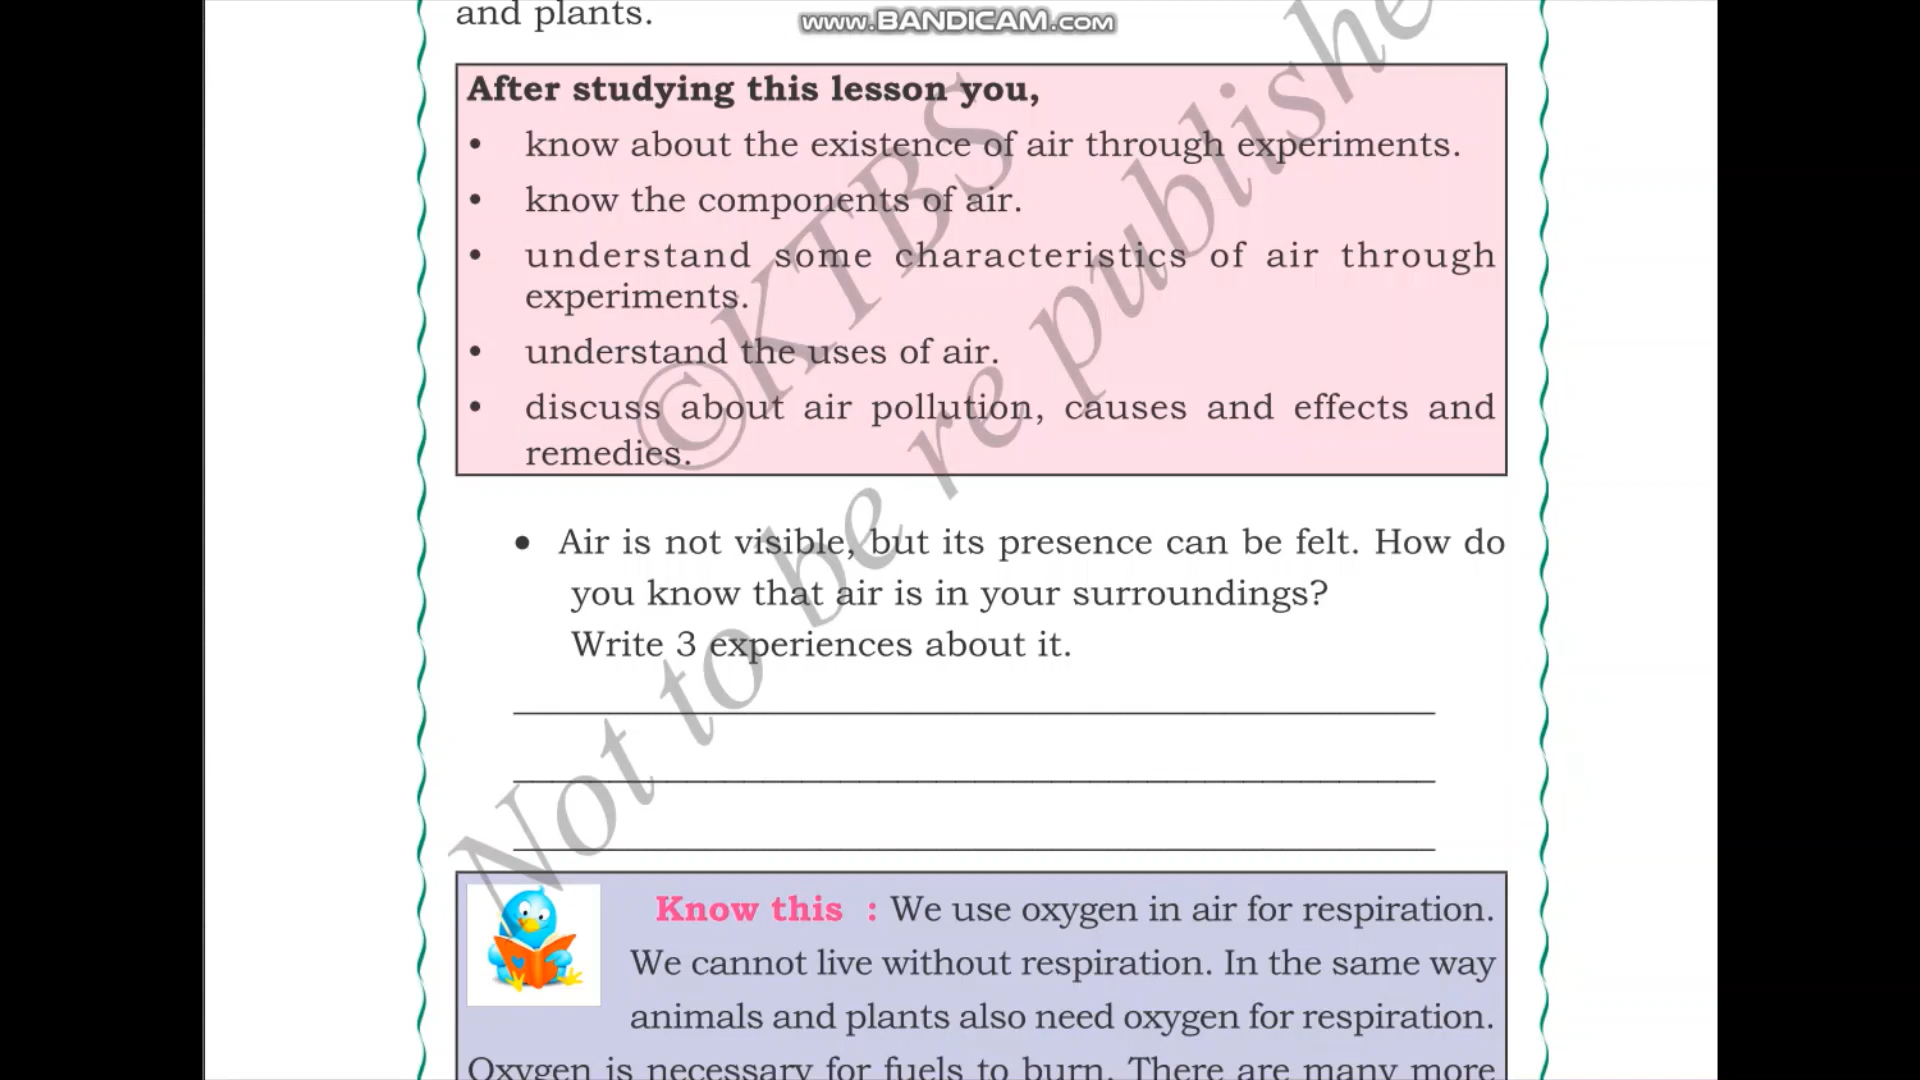 and plants.
www.BANDICAM.com
After studying this lesson you,
• know about the existence of air through experiments.
• know the components of air.
• understand some characteristics of air through
experiments.
• understand the uses of air.
• discuss about air pollution, causes and effects and
remedies.
©KTBS
Not to be re publishe
• Air is not visible, but its presence can be felt. How do
you know that air is in your surroundings?
Write 3 experiences about it.
Know this : We use oxygen in air for respiration.
We cannot live without respiration. In the same way
animals and plants also need oxygen for respiration.
Oxygen is necessary for fuels to burn. There are many more